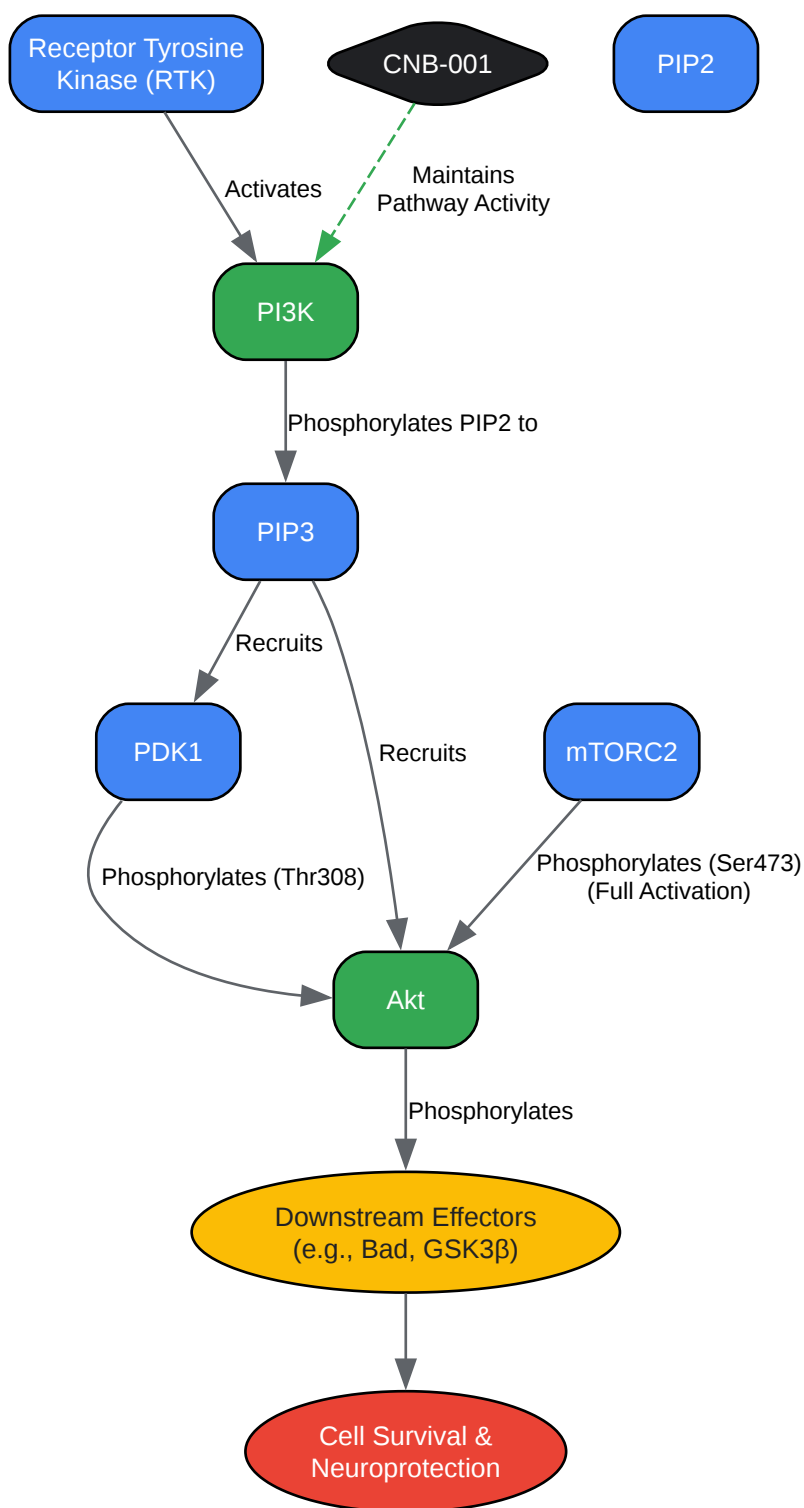 Receptor Tyrosine
Kinase (RTK)
CNB-001
PIP2
Activates
Maintains
Pathway Activity
PI3K
Phosphorylates PIP2 to
PIP3
Recruits
PDK1
Recruits
mTORC2
Phosphorylates (Thr308)
Phosphorylates (Ser473)
(Full Activation)
Akt
Phosphorylates
Downstream Effectors
(e.g., Bad, GSK3β)
Cell Survival &
Neuroprotection